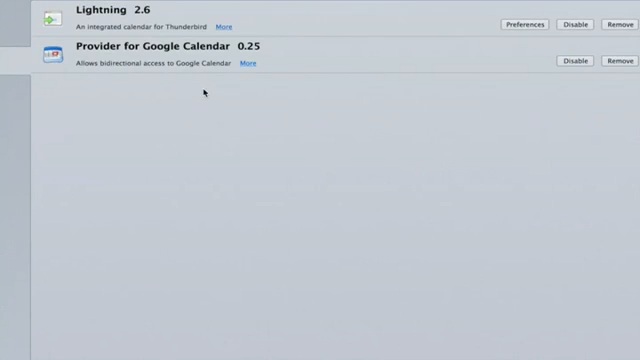 Lightning 2.6
An integrated calendar for Thunderbird More
Preferences Disable Remove
Provider for Google Calendar 0.25
Allows bidirectional access to Google Calendar More
Disable Remove